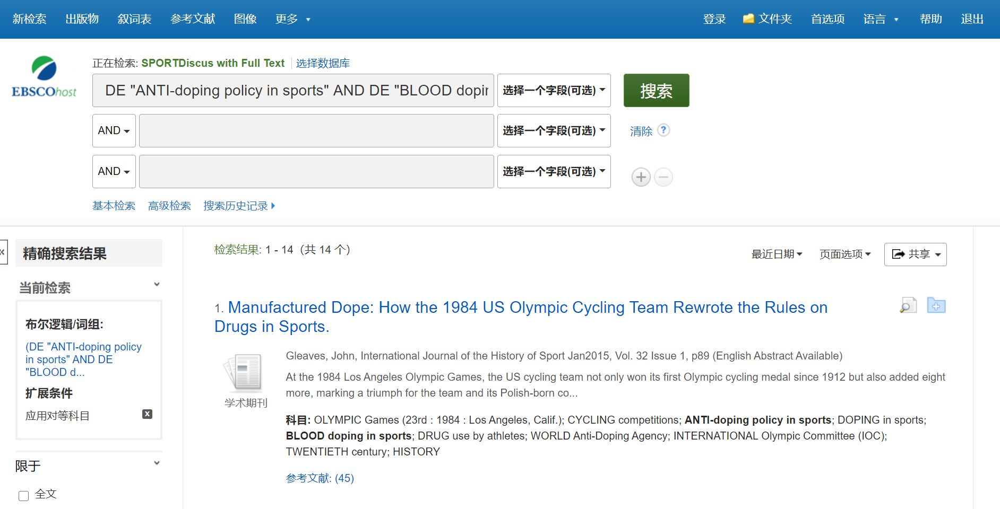 新检索 出版物 叙词表 参考文献 图像 更多 登录 文件夹 首选项 语言 帮助 退出
正在检索: SPORTDiscus with Full Text 选择数据库
EBSCOhost
DE "ANTI-doping policy in sports" AND DE "BLOOD dopin 选择一个字段(可选) 搜索
AND 选择一个字段(可选) 清除 ?
AND 选择一个字段(可选)
基本检索 高级检索 搜索历史记录
精确搜索结果
当前检索
布尔逻辑/词组:
(DE "ANTI-doping policy
in sports" AND DE
"BLOOD d...
扩展条件
应用对等科目 x
限于
全文
检索结果: 1 - 14（共 14 个）
最近日期 页面选项 共享
1. Manufactured Dope: How the 1984 US Olympic Cycling Team Rewrote the Rules on
Drugs in Sports.
学术期刊
Gleaves, John, International Journal of the History of Sport Jan2015, Vol. 32 Issue 1, p89 (English Abstract Available)
At the 1984 Los Angeles Olympic Games, the US cycling team not only won its first Olympic cycling medal since 1912 but also added eight
more, marking a triumph for the team and its Polish-born co...
科目: OLYMPIC Games (23rd : 1984 : Los Angeles, Calif.); CYCLING competitions; ANTI-doping policy in sports; DOPING in sports;
BLOOD doping in sports; DRUG use by athletes; WORLD Anti-Doping Agency; INTERNATIONAL Olympic Committee (IOC);
TWENTIETH century; HISTORY
参考文献: (45)